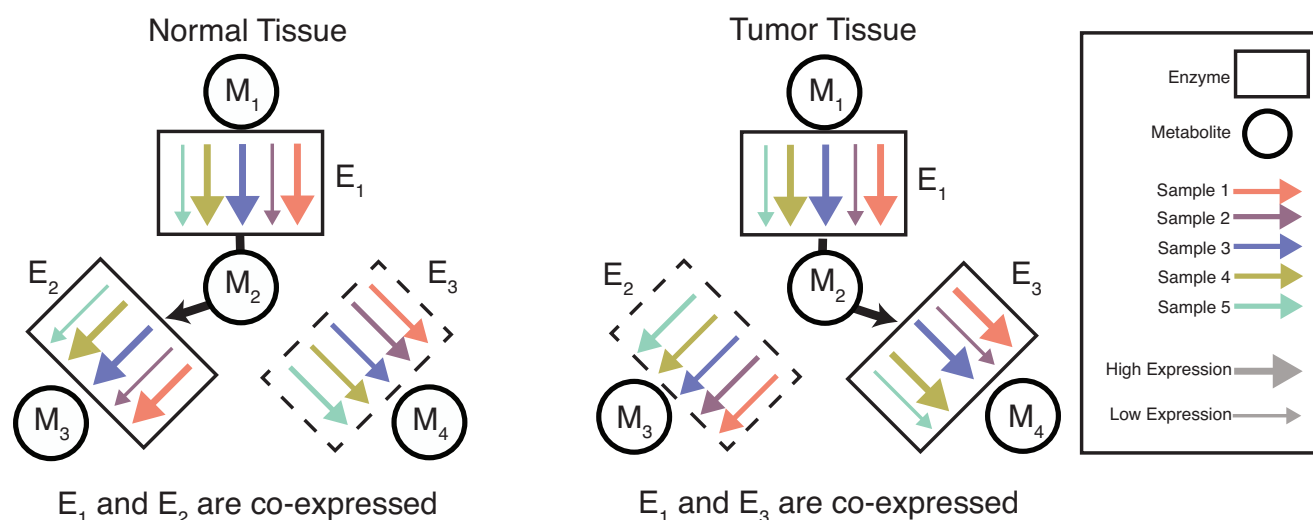 Normal Tissue
M1
E1
M2
E2
E3
M3
M4
E1 and E2 are co-expressed
Tumor Tissue
M1
E1
M2
E2
E3
M3
M4
E1 and E3 are co-expressed
Enzyme
Metabolite
Sample 1
Sample 2
Sample 3
Sample 4
Sample 5
High Expression
Low Expression